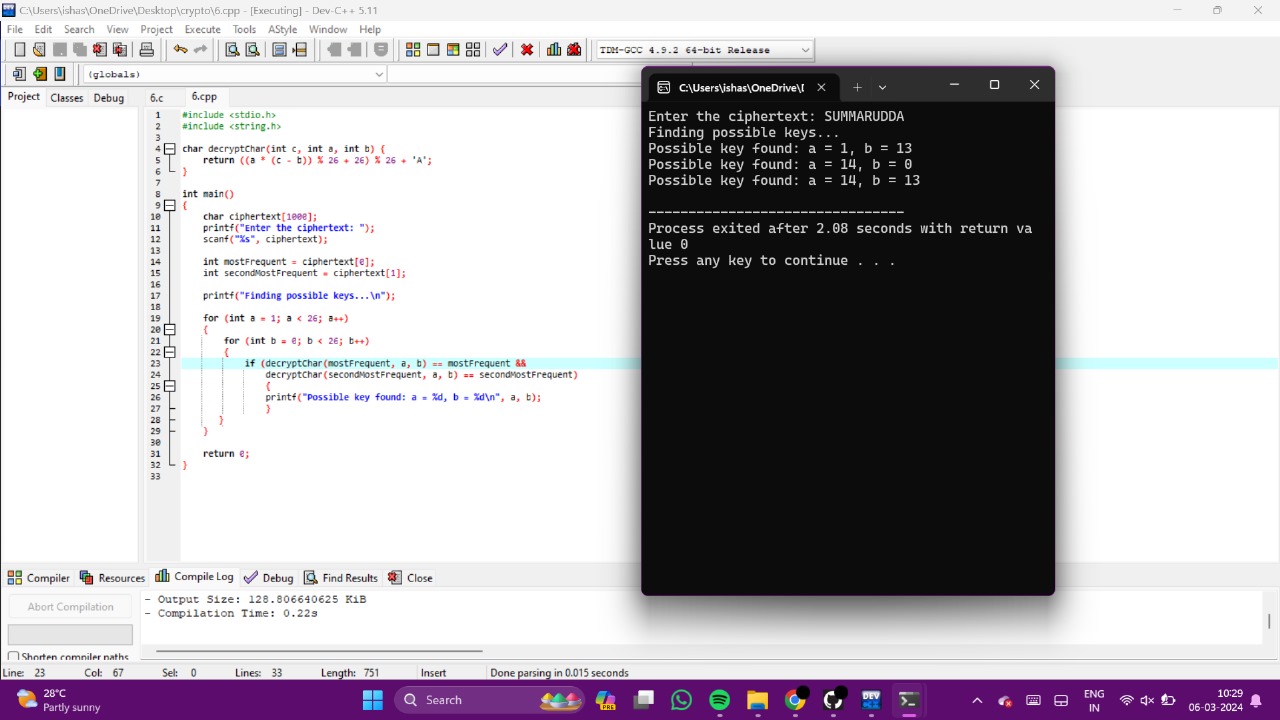 C:\Users\ishas\OneDrive\Desktop\crypto\6.cpp - [Executing] - Dev-C++ 5.11
File Edit Search View Project Execute Tools AStyle Window Help
TDM-GCC 4.9.2 64-bit Release
(globals)
Project Classes Debug
6.c 6.cpp
1 #include <stdio.h>
2 #include <string.h>
3
4 char decryptChar(int c, int a, int b) {
5 return ((a * (c - b)) % 26 + 26) % 26 + 'A';
6 }
7
8 int main()
9 {
10 char ciphertext[1000];
11 printf("Enter the ciphertext: ");
12 scanf("%s", ciphertext);
13
14 int mostFrequent = ciphertext[0];
15 int secondMostFrequent = ciphertext[1];
16
17 printf("Finding possible keys...\n");
18
19 for (int a = 1; a < 26; a++)
20 {
21 for (int b = 0; b < 26; b++)
22 {
23 if (decryptChar(mostFrequent, a, b) == mostFrequent &&
24 decryptChar(secondMostFrequent, a, b) == secondMostFrequent)
25 {
26 printf("Possible key found: a = %d, b = %d\n", a, b);
27 }
28 }
29 }
30
31 return 0;
32 }
33
C:\Users\ishas\OneDrive\I
Enter the ciphertext: SUMMARUDDA
Finding possible keys...
Possible key found: a = 1, b = 13
Possible key found: a = 14, b = 0
Possible key found: a = 14, b = 13
--------------------------------
Process exited after 2.08 seconds with return va
lue 0
Press any key to continue . . .
Compiler Resources Compile Log Debug Find Results Close
Abort Compilation
Shorten compiler paths
- Output Size: 128.806640625 KiB
- Compilation Time: 0.22s
Line: 23 Col: 67 Sel: 0 Lines: 33 Length: 751 Insert Done parsing in 0.015 seconds
28°C
Partly sunny
Search
PRE
DEV
ENG
IN
10:29
06-03-2024